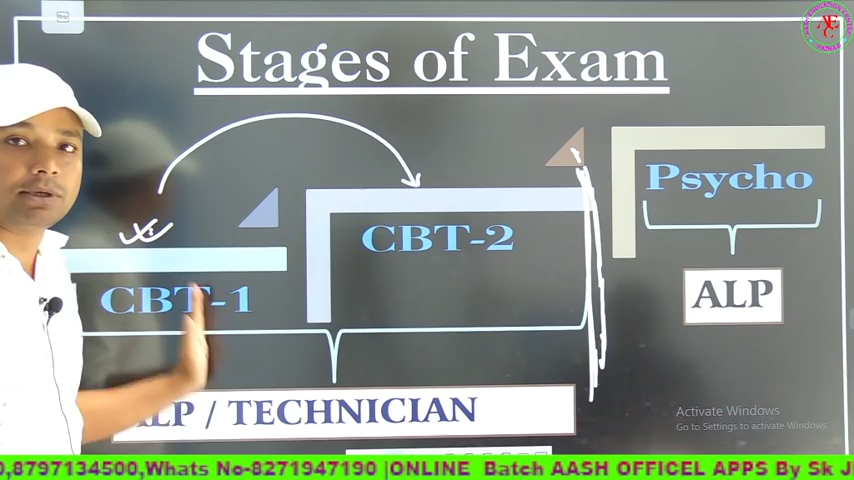 Stages of Exam
Psycho
CBT-2
CBT-1
ALP
ALP / TECHNICIAN
Activate Windows
Go to Settings to activate Windows.
0,8797134500,Whats No-8271947190 |ONLINE Batch AASH OFFICEL APPS By Sk